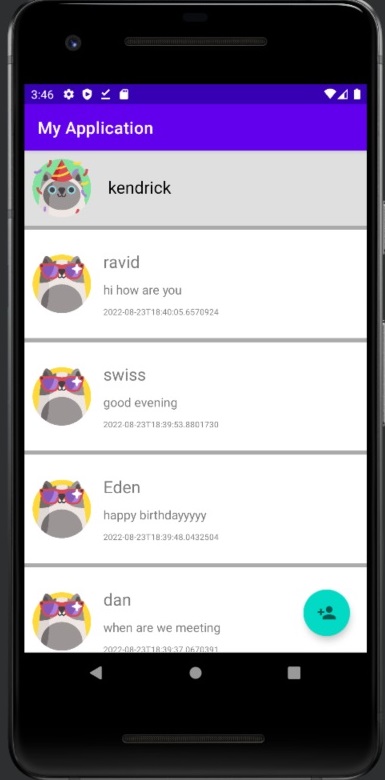 3:46
My Application
kendrick
ravid
hi how are you
2022-08-23T18:40:05.6570924
swiss
good evening
2022-08-23T18:39:53.8801730
Eden
happy birthdayyyyy
2022-08-23T18:39:48.0432504
dan
when are we meeting
2022-08-23T18:39:37.0670391